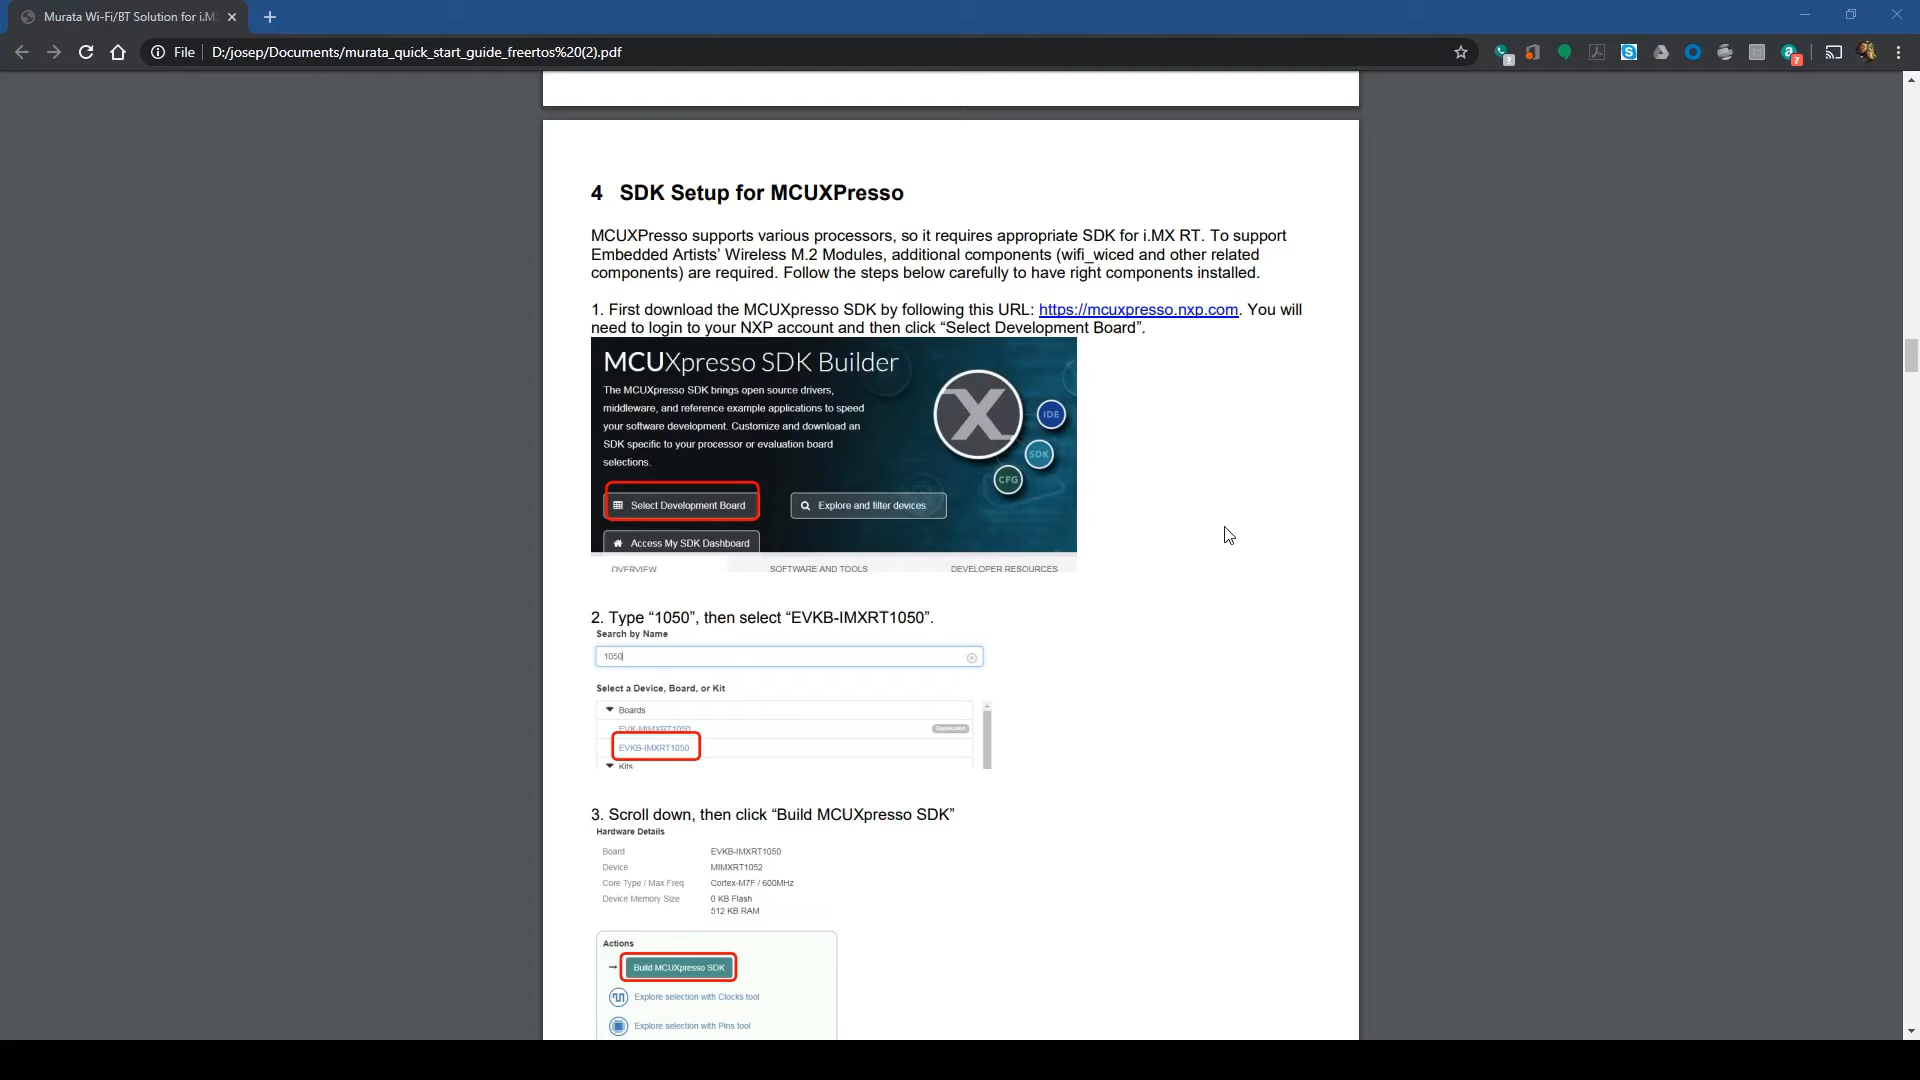 Murata Wi-Fi/BT Solution for i.M
File D:/josep/Documents/murata_quick_start_guide_freertos%20(2).pdf
?
7
4 SDK Setup for MCUXPresso
MCUXPresso supports various processors, so it requires appropriate SDK for i.MX RT. To support
Embedded Artists’ Wireless M.2 Modules, additional components (wifi_wiced and other related
components) are required. Follow the steps below carefully to have right components installed.
1. First download the MCUXpresso SDK by following this URL: https://mcuxpresso.nxp.com. You will
need to login to your NXP account and then click “Select Development Board”.
MCUXpresso SDK Builder
The MCUXpresso SDK brings open source drivers,
middleware, and reference example applications to speed
your software development. Customize and download an
SDK specific to your processor or evaluation board
selections.
IDE
SDK
CFG
Select Development Board
Explore and filter devices
Access My SDK Dashboard
OVERVIEW SOFTWARE AND TOOLS DEVELOPER RESOURCES
2. Type “1050”, then select “EVKB-IMXRT1050”.
Search by Name
1050
Select a Device, Board, or Kit
Boards
EVK-MIMXRT1050 Deprecated
EVKB-IMXRT1050
Kits
3. Scroll down, then click “Build MCUXpresso SDK”
Hardware Details
Board EVKB-IMXRT1050
Device MIMXRT1052
Core Type / Max Freq Cortex-M7F / 600MHz
Device Memory Size 0 KB Flash
512 KB RAM
Actions
Build MCUXpresso SDK
Explore selection with Clocks tool
Explore selection with Pins tool